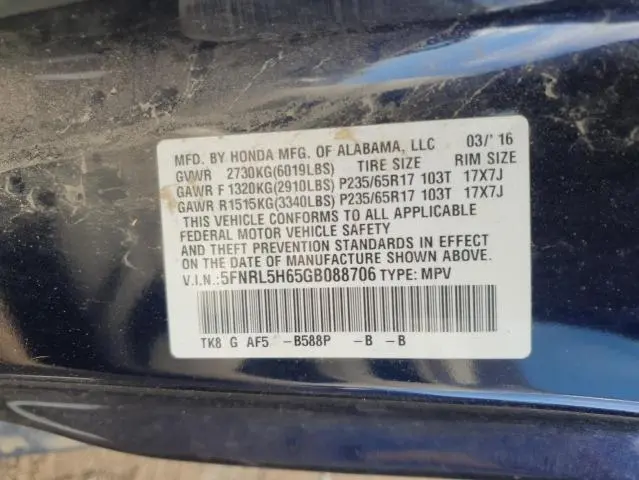 MFD. BY HONDA MFG. OF ALABAMA, LLC 03/'16
GVWR 2730KG(6019LBS) TIRE SIZE RIM SIZE
GAWR F 1320KG(2910LBS) P235/65R17 103T 17X7J
GAWR R1515KG(3340LBS) P235/65R17 103T 17X7J
THIS VEHICLE CONFORMS TO ALL APPLICABLE
FEDERAL MOTOR VEHICLE SAFETY
AND THEFT PREVENTION STANDARDS IN EFFECT
ON THE DATE OF MANUFACTURE SHOWN ABOVE.
V.I.N.:5FNRL5H65GB088706 TYPE: MPV
TK8 G AF5 -B588P -B -B